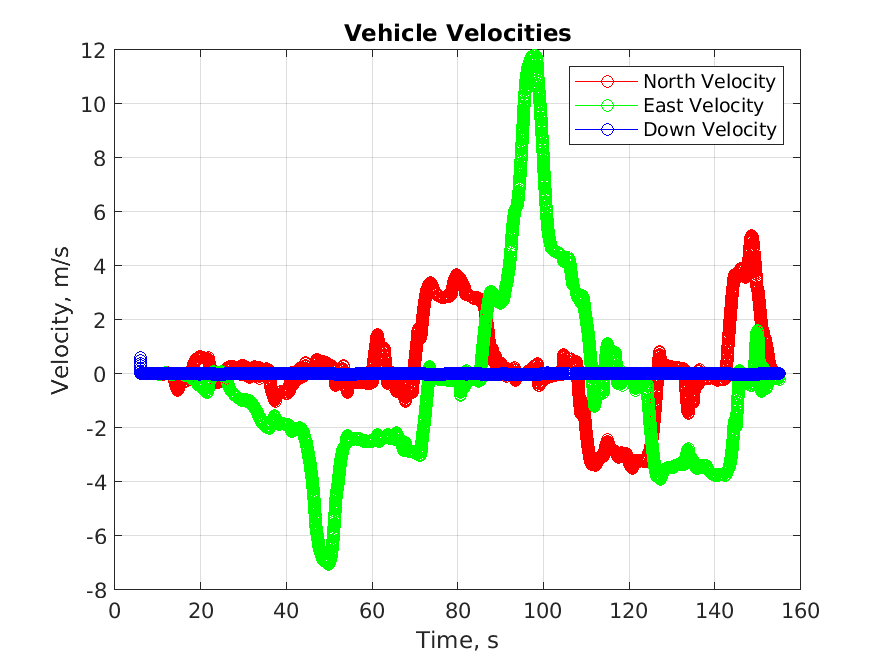 Vehicle Velocities
North Velocity
East Velocity
Down Velocity
Velocity, m/s
12
10
8
6
4
2
0
-2
-4
-6
-8
0 20 40 60 80 100 120 140 160
Time, s